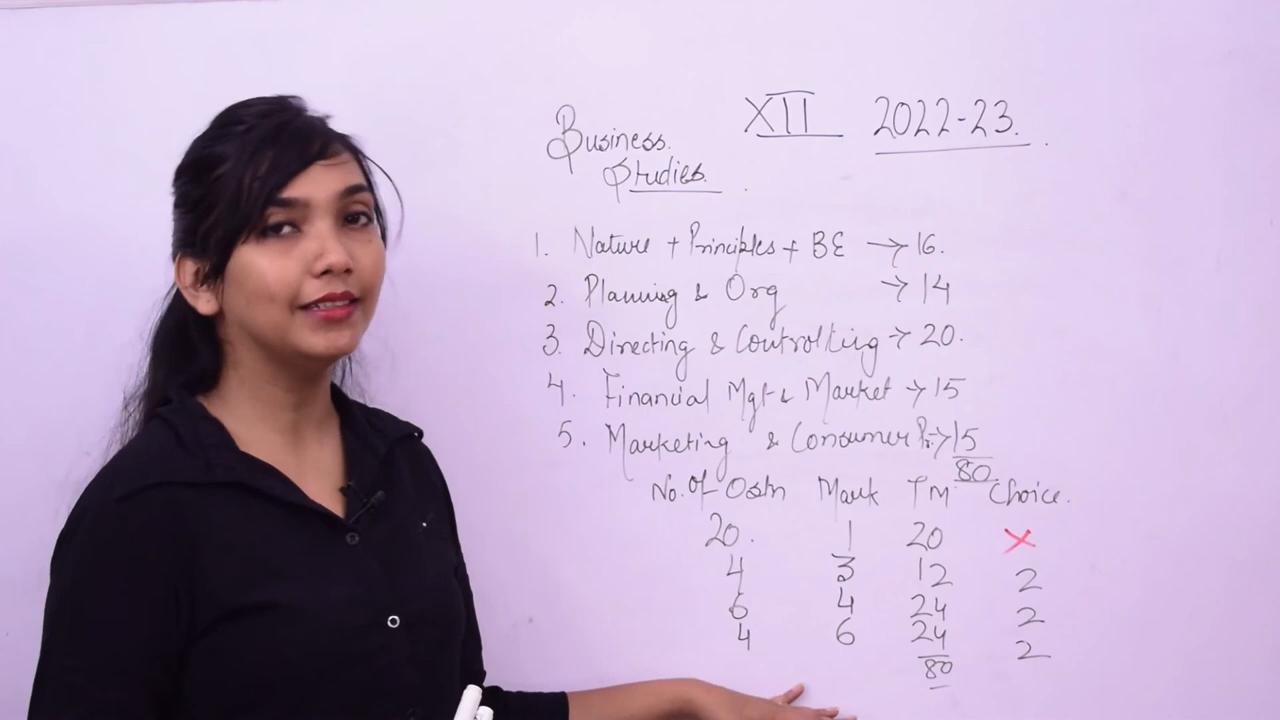 XII 2022-23.
Business
Studies.
1. Nature + Principles + BE → 16.
2. Planning & Org → 14
3. Directing & Controlling → 20.
4. Financial Mgt & Market → 15
5. Marketing & Consumer Pr. → 15
80
No. of Qstn Mark TM Choice.
20. 1 20 ×
4 3 12 2
6 4 24 2
4 6 24 2
80